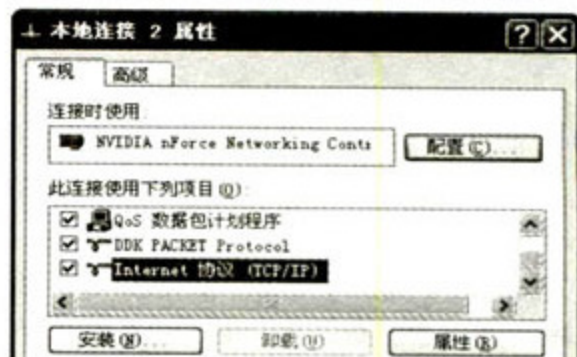 本地连接 2 属性
常规 高级
连接时使用:
NVIDIA nForce Networking Conts 配置(C)...
此连接使用下列项目(O):
QoS 数据包计划程序
DDK PACKET Protocol
Internet 协议 (TCP/IP)
安装(N)... 卸载(U) 属性(R)